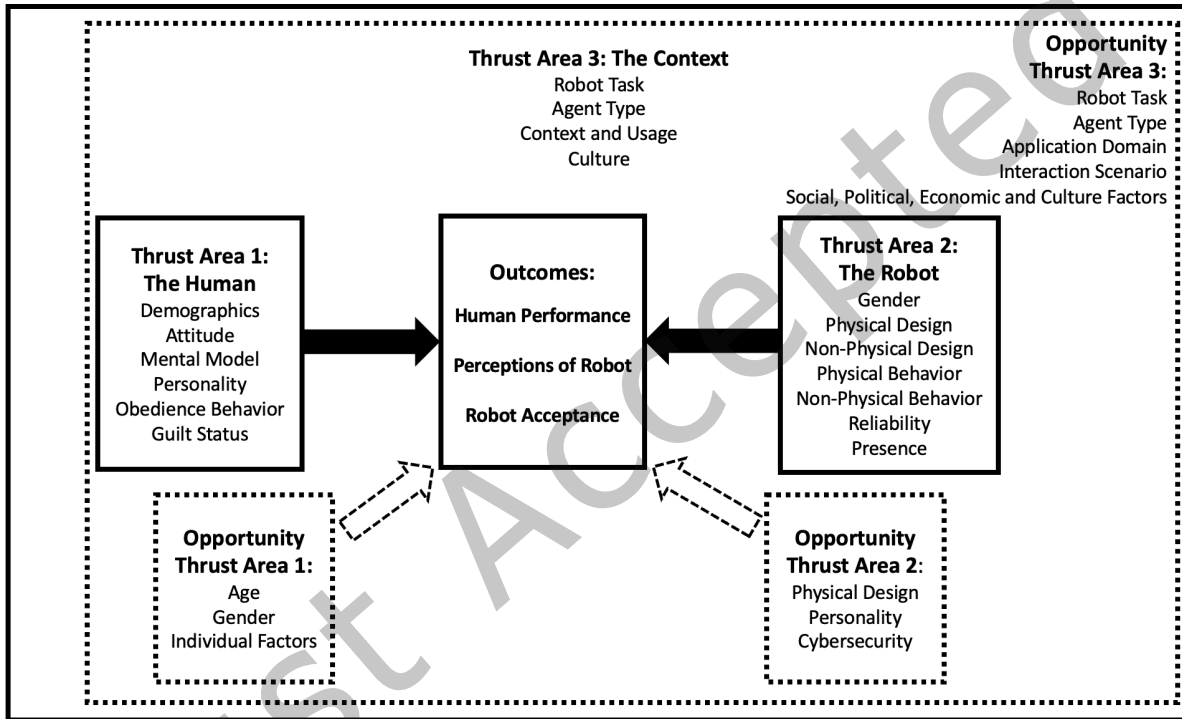 Thrust Area 3: The Context
Robot Task
Agent Type
Context and Usage
Culture
Opportunity
Thrust Area 3:
Robot Task
Agent Type
Application Domain
Interaction Scenario
Social, Political, Economic and Culture Factors
Thrust Area 1:
The Human
Demographics
Attitude
Mental Model
Personality
Obedience Behavior
Guilt Status
Outcomes:
Human Performance
Perceptions of Robot
Robot Acceptance
Thrust Area 2:
The Robot
Gender
Physical Design
Non-Physical Design
Physical Behavior
Non-Physical Behavior
Reliability
Presence
Opportunity
Thrust Area 1:
Age
Gender
Individual Factors
Opportunity
Thrust Area 2:
Physical Design
Personality
Cybersecurity
st Accepted